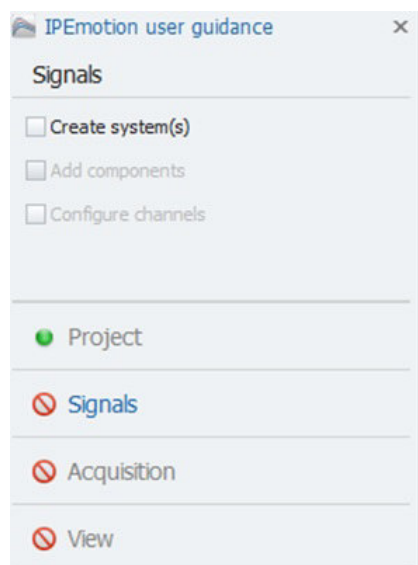 IPEmotion user guidance
Signals
Create system(s)
Add components
Configure channels
Project
Signals
Acquisition
View